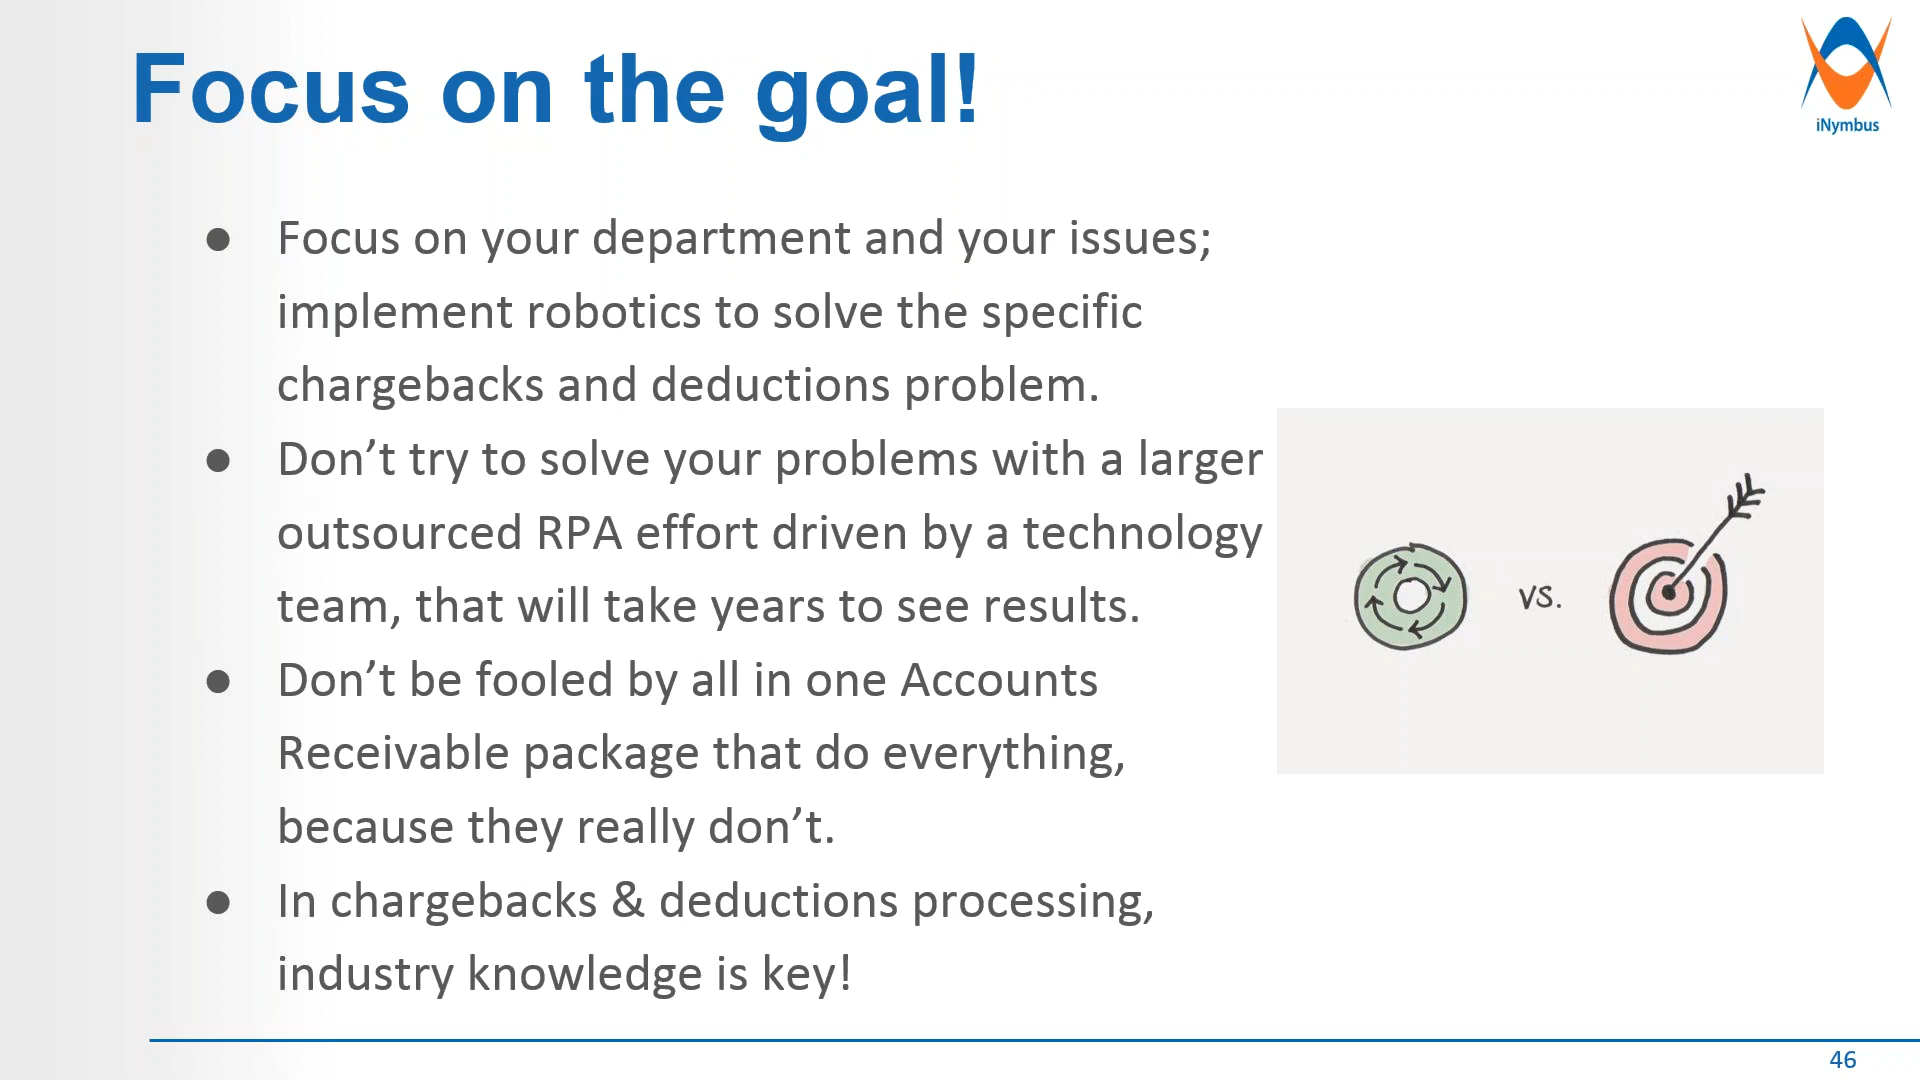 Focus on the goal!
iNymbus
● Focus on your department and your issues;
implement robotics to solve the specific
chargebacks and deductions problem.
● Don’t try to solve your problems with a larger
outsourced RPA effort driven by a technology
team, that will take years to see results.
● Don’t be fooled by all in one Accounts
Receivable package that do everything,
because they really don’t.
● In chargebacks & deductions processing,
industry knowledge is key!
vs.
46